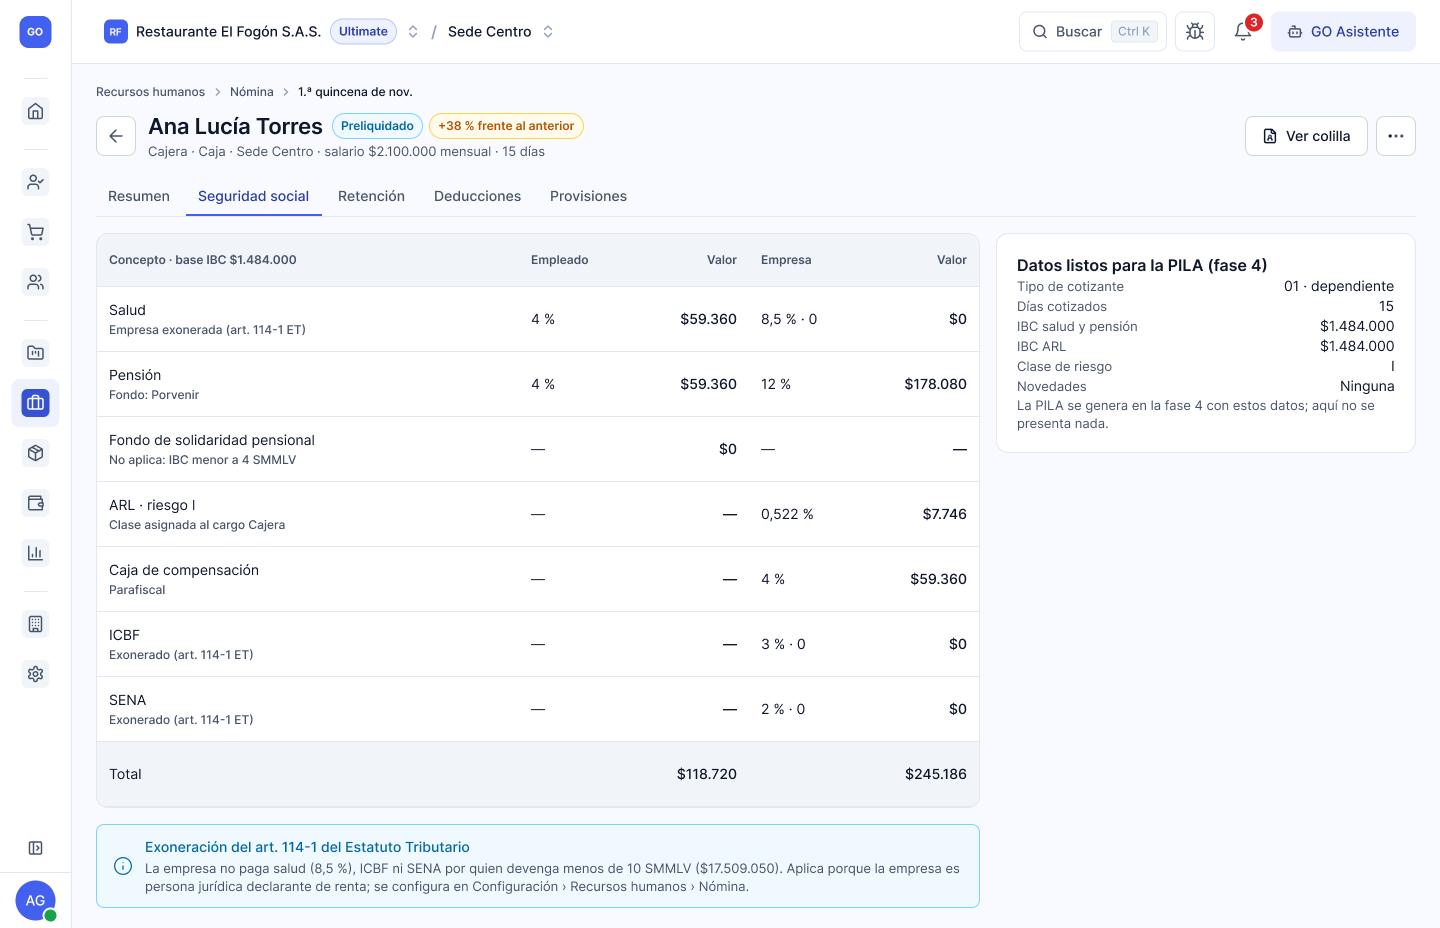 GO
RF Restaurante El Fogón S.A.S. Ultimate / Sede Centro
Buscar Ctrl K
3
GO Asistente
Recursos humanos > Nómina > 1.ª quincena de nov.
Ana Lucía Torres Preliquidado +38 % frente al anterior
Cajera · Caja · Sede Centro · salario $2.100.000 mensual · 15 días
Ver colilla
Resumen Seguridad social Retención Deducciones Provisiones
Concepto · base IBC $1.484.000 Empleado Valor Empresa Valor
Salud
Empresa exonerada (art. 114-1 ET)
4 % $59.360 8,5 % · 0 $0
Pensión
Fondo: Porvenir
4 % $59.360 12 % $178.080
Fondo de solidaridad pensional
No aplica: IBC menor a 4 SMMLV
— $0 — —
ARL · riesgo I
Clase asignada al cargo Cajera
— — 0,522 % $7.746
Caja de compensación
Parafiscal
— — 4 % $59.360
ICBF
Exonerado (art. 114-1 ET)
— — 3 % · 0 $0
SENA
Exonerado (art. 114-1 ET)
— — 2 % · 0 $0
Total $118.720 $245.186
Exoneración del art. 114-1 del Estatuto Tributario
La empresa no paga salud (8,5 %), ICBF ni SENA por quien devenga menos de 10 SMMLV ($17.509.050). Aplica porque la empresa es
persona jurídica declarante de renta; se configura en Configuración › Recursos humanos › Nómina.
Datos listos para la PILA (fase 4)
Tipo de cotizante 01 · dependiente
Días cotizados 15
IBC salud y pensión $1.484.000
IBC ARL $1.484.000
Clase de riesgo I
Novedades Ninguna
La PILA se genera en la fase 4 con estos datos; aquí no se
presenta nada.
AG